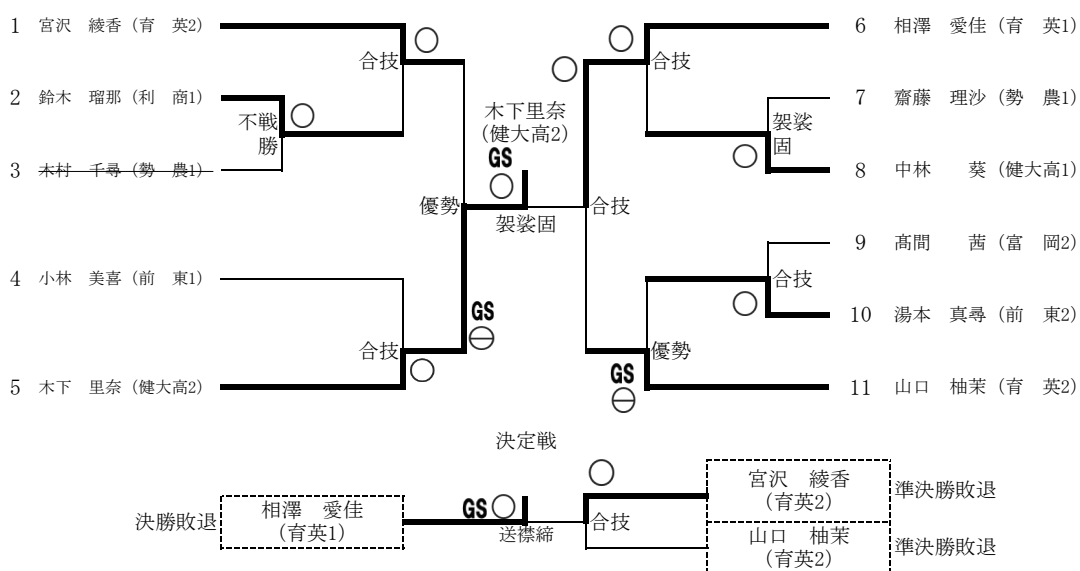 1 宮沢 綾香 (育 英2)
合技
2 鈴木 瑠那 (利 商1)
不戦
勝
3 木村 千尋 (勢 農1)
優勢
4 小林 美喜 (前 東1)
GS
合技
5 木下 里奈 (健大高2)
木下里奈
(健大高2)
GS
袈裟固
6 相澤 愛佳 (育 英1)
合技
7 齋藤 理沙 (勢 農1)
袈裟
固
8 中林 葵 (健大高1)
合技
9 髙間 茜 (富 岡2)
合技
10 湯本 真尋 (前 東2)
優勢
GS
11 山口 柚茉 (育 英2)
決定戦
決勝敗退
相澤 愛佳
(育英1)
GS
送襟締
合技
宮沢 綾香
(育英2)
準決勝敗退
山口 柚茉
(育英2)
準決勝敗退